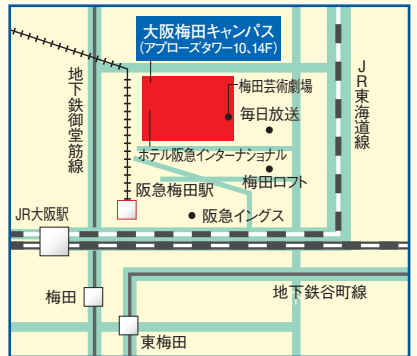 大阪梅田キャンパス
(アプローズタワー10、14F)
地下鉄御堂筋線
梅田芸術劇場
毎日放送
JR東海道線
ホテル阪急インターナショナル
阪急梅田駅
梅田ロフト
阪急イングス
JR大阪駅
地下鉄谷町線
梅田
東梅田